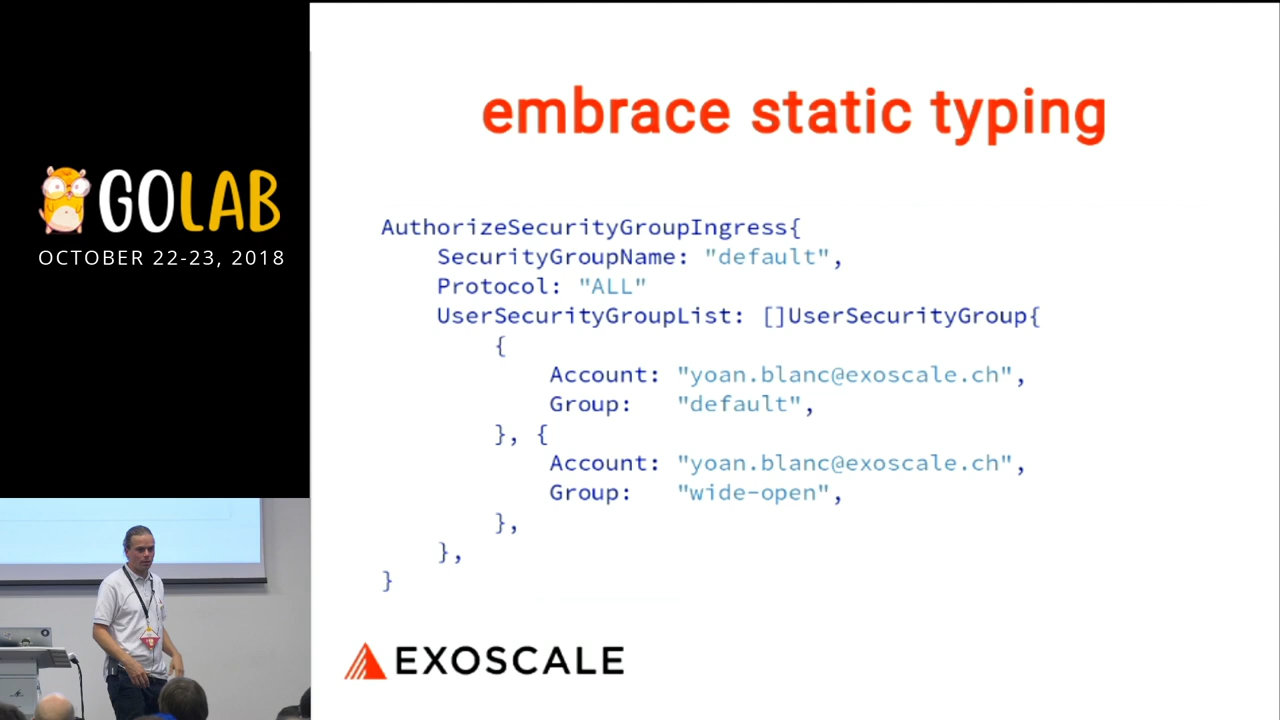 GOLAB
OCTOBER 22-23, 2018
embrace static typing
AuthorizeSecurityGroupIngress{
    SecurityGroupName: "default",
    Protocol: "ALL"
    UserSecurityGroupList: []UserSecurityGroup{
        {
            Account: "yoan.blanc@exoscale.ch",
            Group:   "default",
        }, {
            Account: "yoan.blanc@exoscale.ch",
            Group:   "wide-open",
        },
    },
}
EXOSCALE